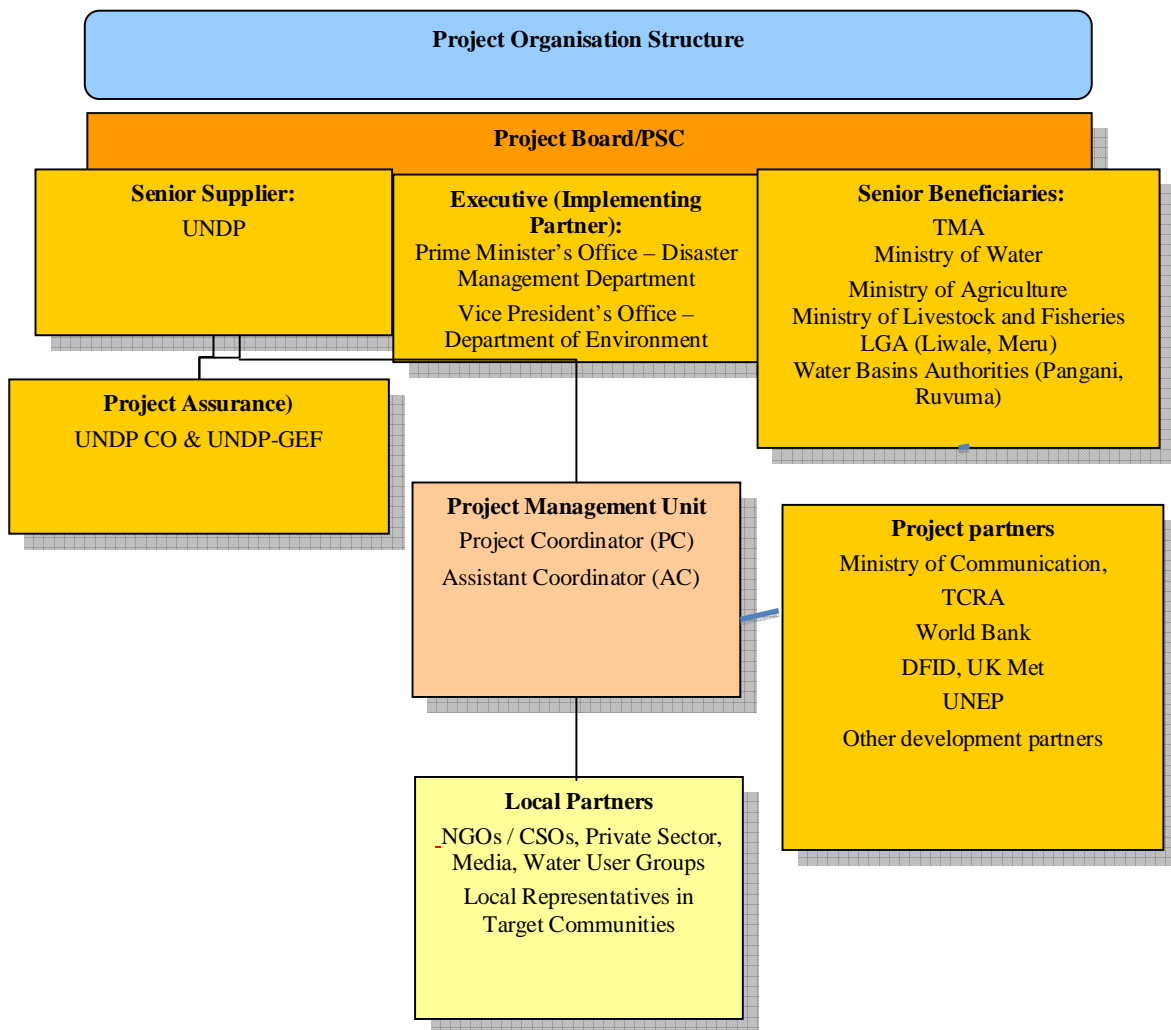 Project Organisation Structure
Project Board/PSC
Senior Supplier:
UNDP
Executive (Implementing
Partner):
Prime Minister's Office – Disaster
Management Department
Vice President's Office –
Department of Environment
Senior Beneficiaries:
TMA
Ministry of Water
Ministry of Agriculture
Ministry of Livestock and Fisheries
LGA (Liwale, Meru)
Water Basins Authorities (Pangani,
Ruvuma)
Project Assurance)
UNDP CO & UNDP-GEF
Project Management Unit
Project Coordinator (PC)
Assistant Coordinator (AC)
Project partners
Ministry of Communication,
TCRA
World Bank
DFID, UK Met
UNEP
Other development partners
Local Partners
NGOs / CSOs, Private Sector,
Media, Water User Groups
Local Representatives in
Target Communities